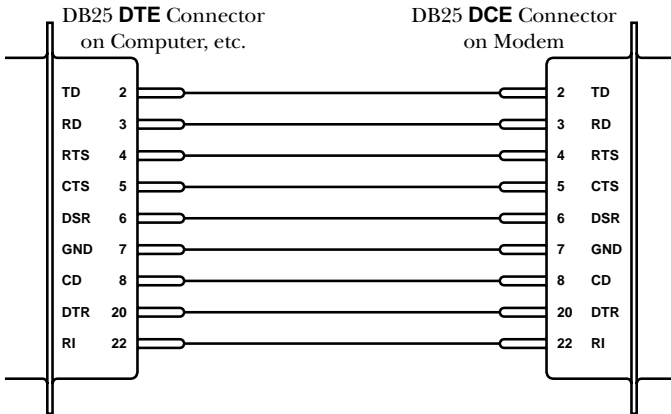 DB25 DTE Connector
on Computer, etc.
DB25 DCE Connector
on Modem
TD 2 2 TD
RD 3 3 RD
RTS 4 4 RTS
CTS 5 5 CTS
DSR 6 6 DSR
GND 7 7 GND
CD 8 8 CD
DTR 20 20 DTR
RI 22 22 RI